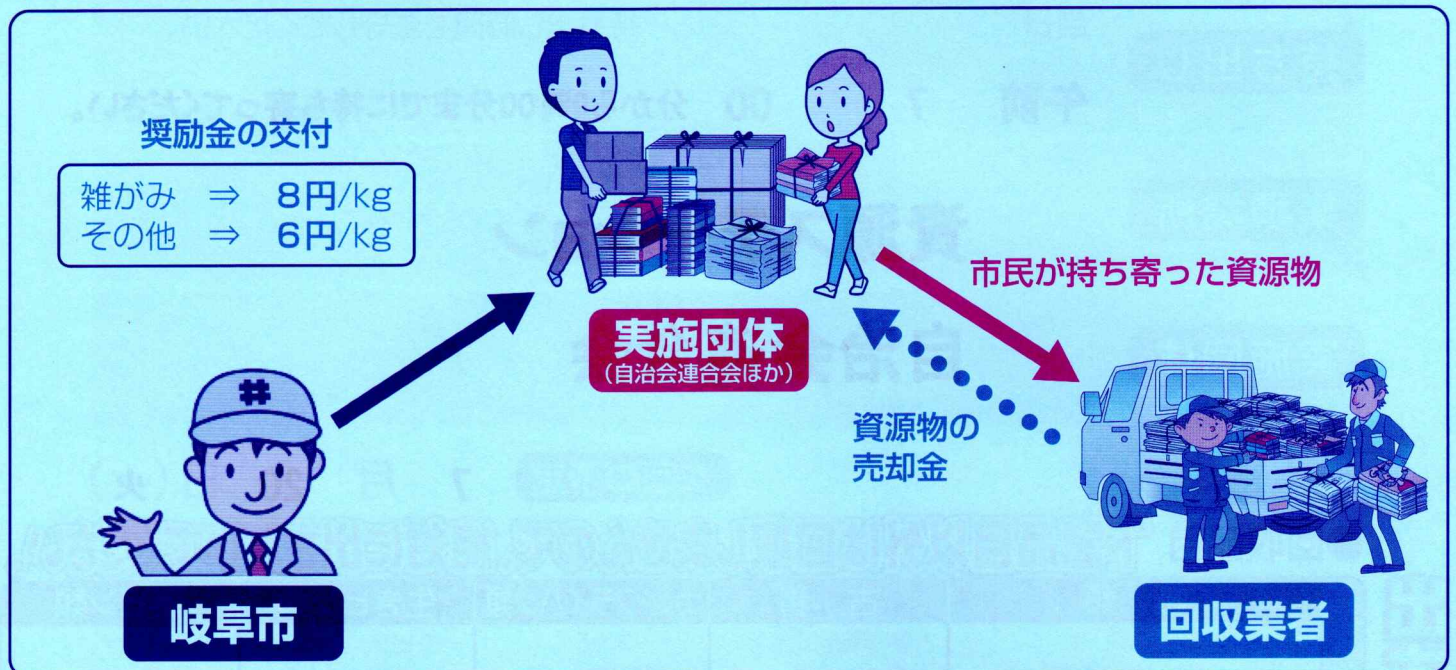 奨励金の交付
雑がみ ⇒ 8円/kg
その他 ⇒ 6円/kg
実施団体
(自治会連合会ほか)
市民が持ち寄った資源物
資源物の
売却金
岐阜市
回収業者